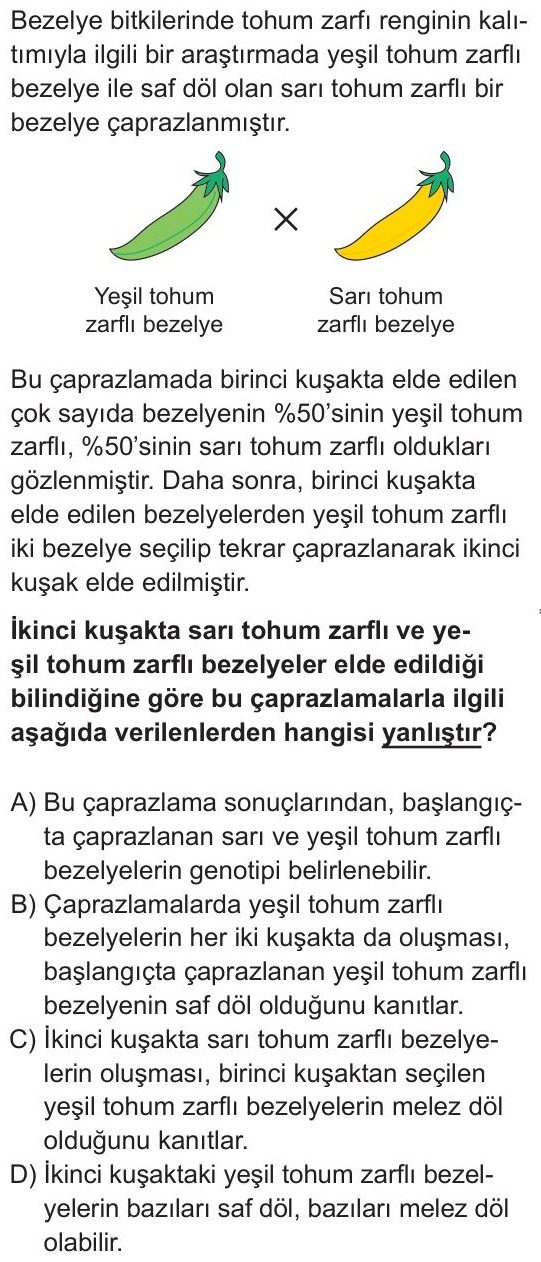 Bezelye bitkilerinde tohum zarfı renginin kalı-
tımıyla ilgili bir araştırmada yeşil tohum zarflı
bezelye ile saf döl olan sarı tohum zarflı bir
bezelye çaprazlanmıştır.
×
Yeşil tohum
zarflı bezelye
Sarı tohum
zarflı bezelye
Bu çaprazlamada birinci kuşakta elde edilen
çok sayıda bezelyenin %50'sinin yeşil tohum
zarflı, %50'sinin sarı tohum zarflı oldukları
gözlenmiştir. Daha sonra, birinci kuşakta
elde edilen bezelyelerden yeşil tohum zarflı
iki bezelye seçilip tekrar çaprazlanarak ikinci
kuşak elde edilmiştir.
İkinci kuşakta sarı tohum zarflı ve ye-
şil tohum zarflı bezelyeler elde edildiği
bilindiğine göre bu çaprazlamalarla ilgili
aşağıda verilenlerden hangisi yanlıştır?
A) Bu çaprazlama sonuçlarından, başlangıç-
ta çaprazlanan sarı ve yeşil tohum zarflı
bezelyelerin genotipi belirlenebilir.
B) Çaprazlamalarda yeşil tohum zarflı
bezelyelerin her iki kuşakta da oluşması,
başlangıçta çaprazlanan yeşil tohum zarflı
bezelyenin saf döl olduğunu kanıtlar.
C) İkinci kuşakta sarı tohum zarflı bezelye-
lerin oluşması, birinci kuşaktan seçilen
yeşil tohum zarflı bezelyelerin melez döl
olduğunu kanıtlar.
D) İkinci kuşaktaki yeşil tohum zarflı bezel-
yelerin bazıları saf döl, bazıları melez döl
olabilir.